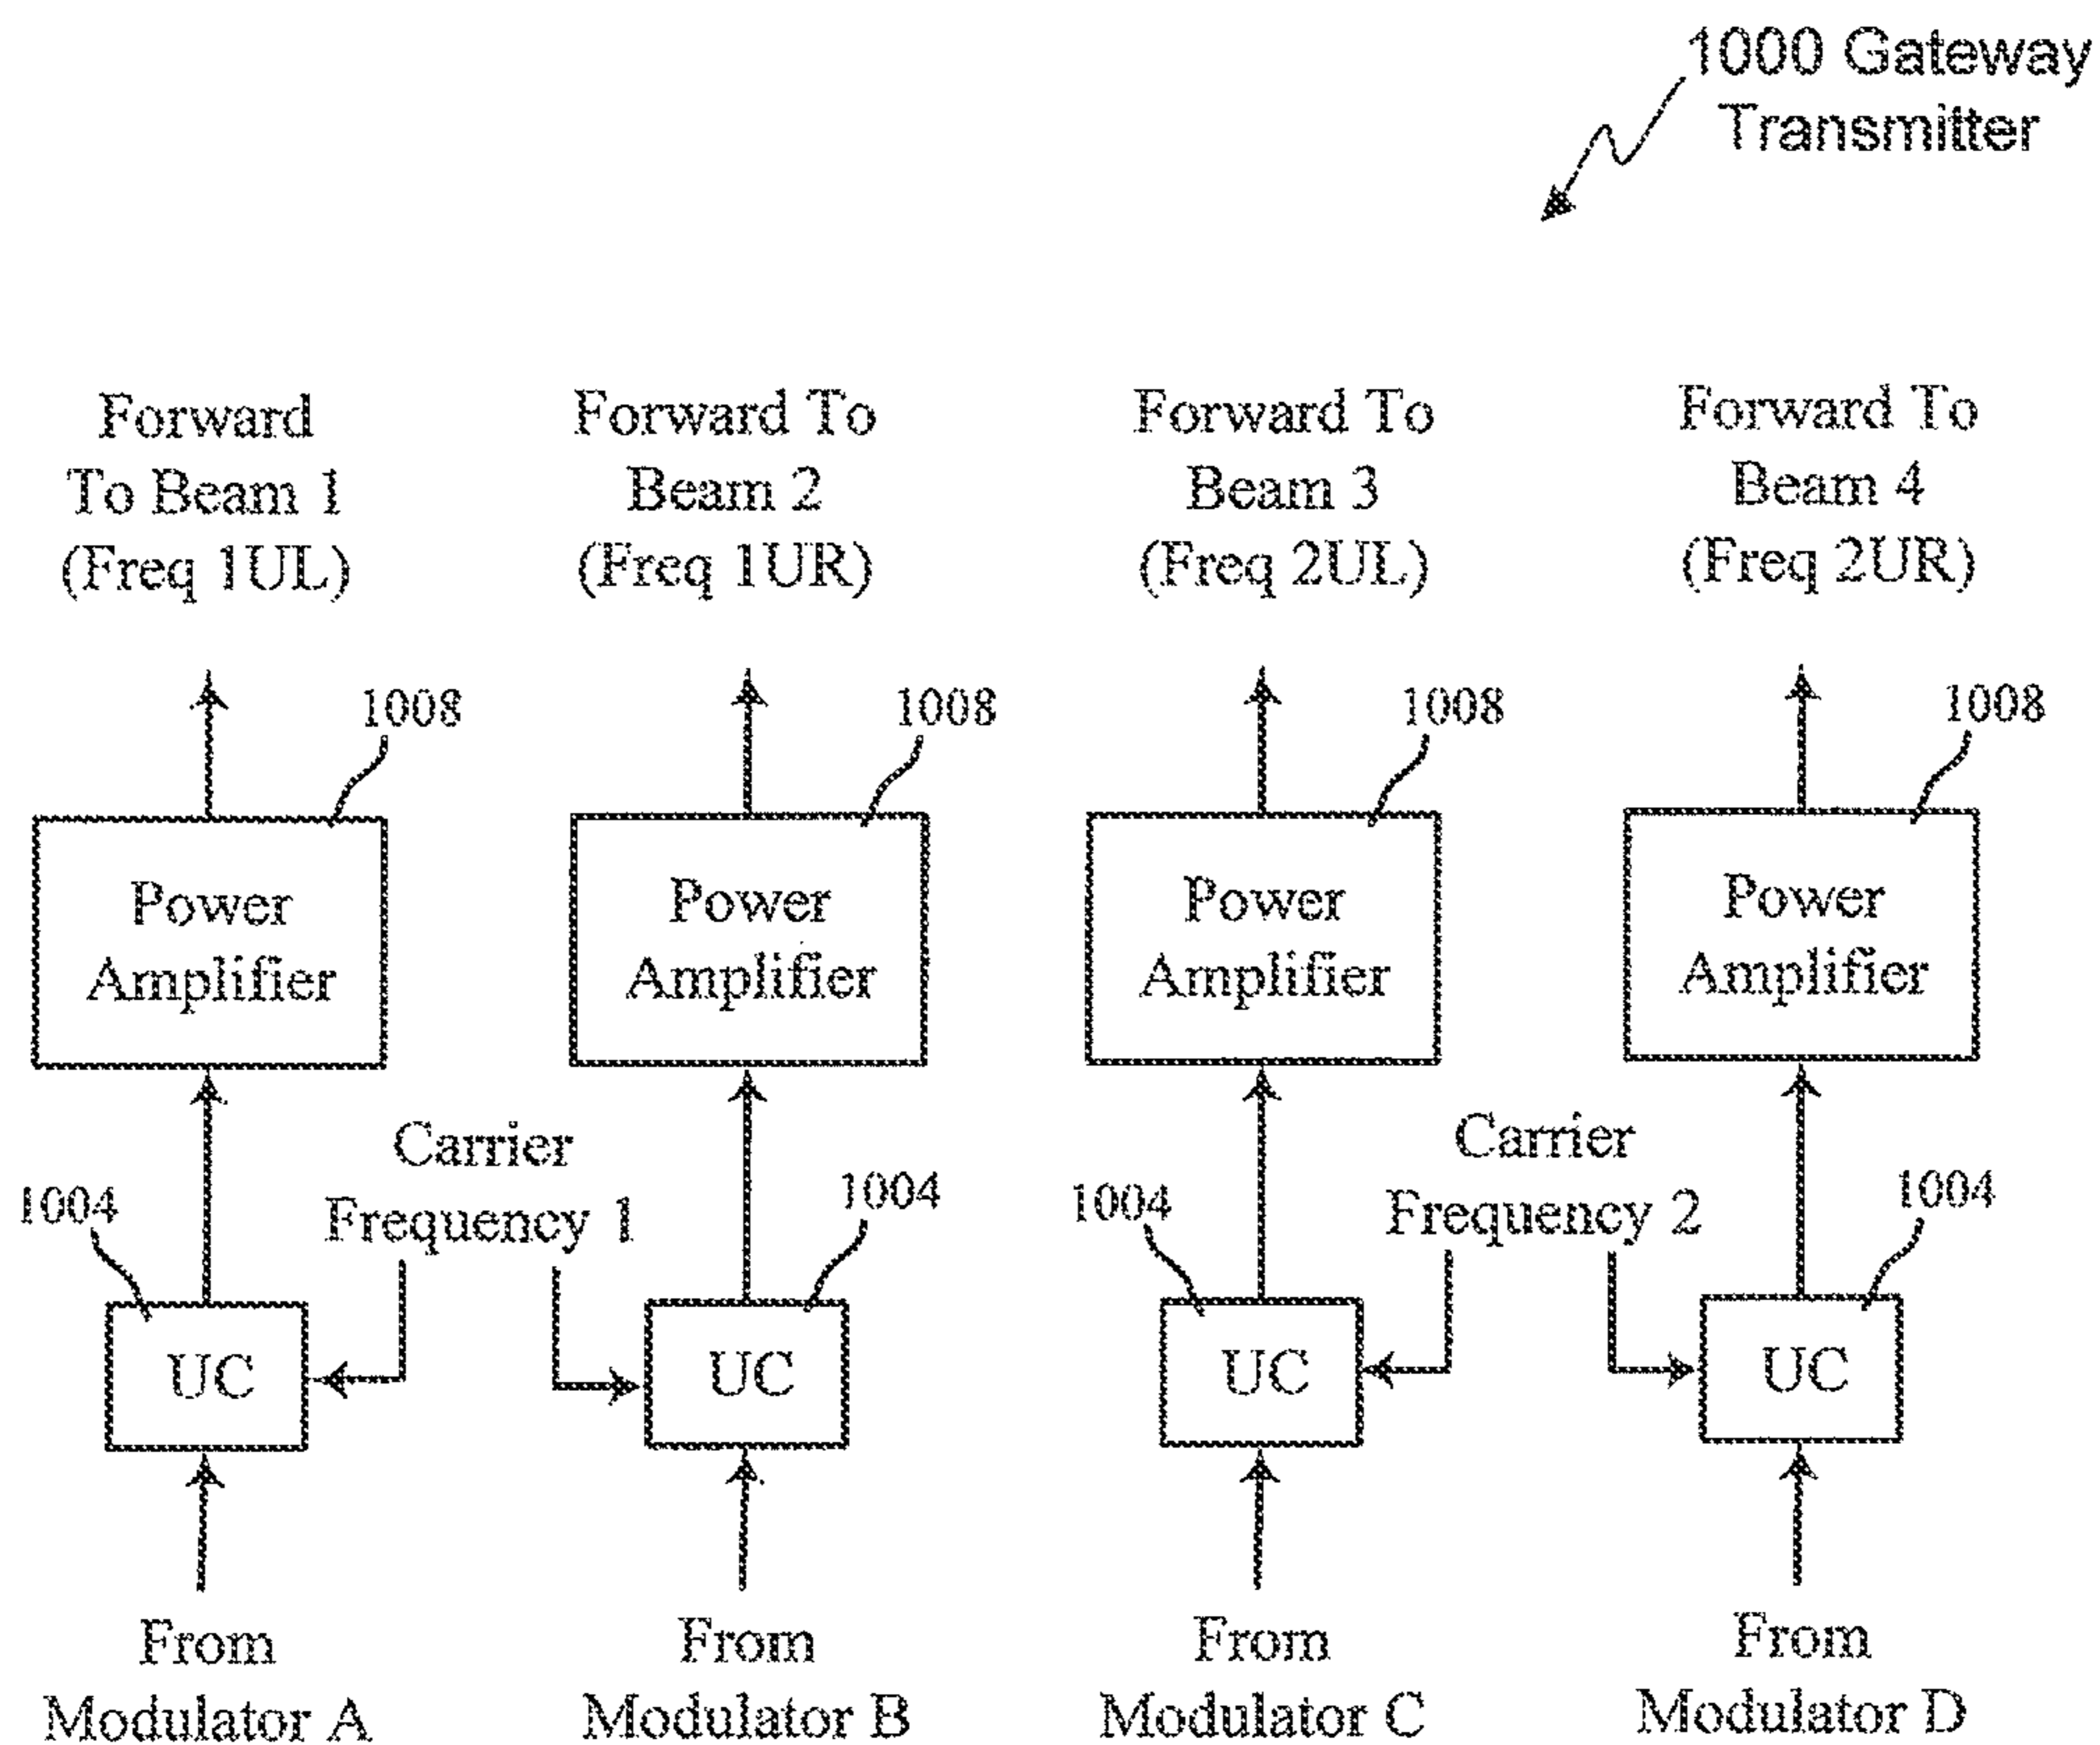 1000 Gateway
Transmitter
Forward
To Beam 1
(Freq 1UL)
Forward To
Beam 2
(Freq 1UR)
Forward To
Beam 3
(Freq 2UL)
Forward To
Beam 4
(Freq 2UR)
1008
1008
1008
1008
Power
Amplifier
Power
Amplifier
Power
Amplifier
Power
Amplifier
Carrier
Frequency 1
Carrier
Frequency 2
1004
1004
1004
1004
UC
UC
UC
UC
From
Modulator A
From
Modulator B
From
Modulator C
From
Modulator D